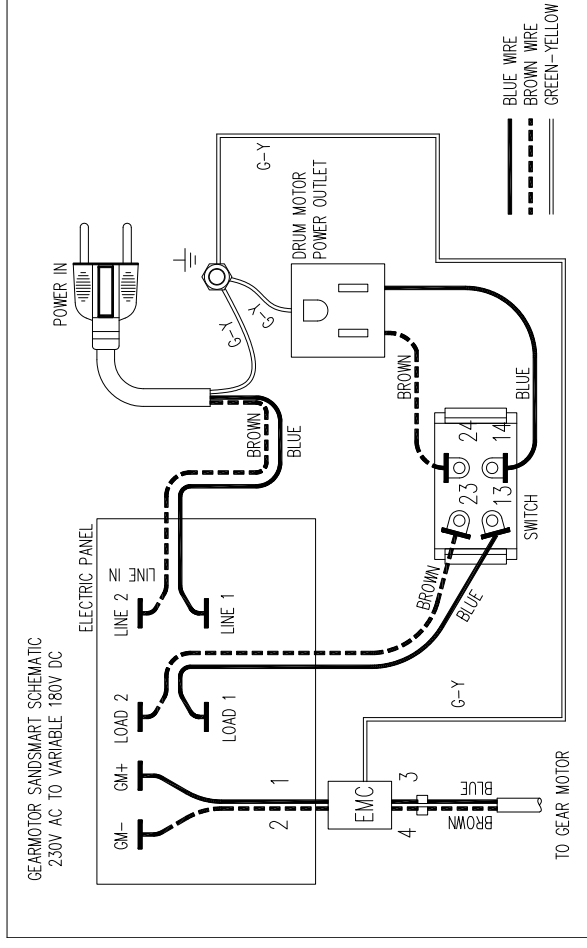 GEARMOTOR SANDSMART SCHEMATIC
230V AC TO VARIABLE 180V DC
ELECTRIC PANEL
POWER IN
GM-
GM+
LOAD 2
LINE 2
LINE IN
LOAD 1
LINE 1
BROWN
BLUE
G-Y
G-Y
G-Y
DRUM MOTOR
POWER OUTLET
2
1
EMC
4
3
BROWN
BLUE
TO GEAR MOTOR
G-Y
BROWN
BLUE
23
24
13
14
SWITCH
BROWN
BLUE
BLUE WIRE
BROWN WIRE
GREEN-YELLOW